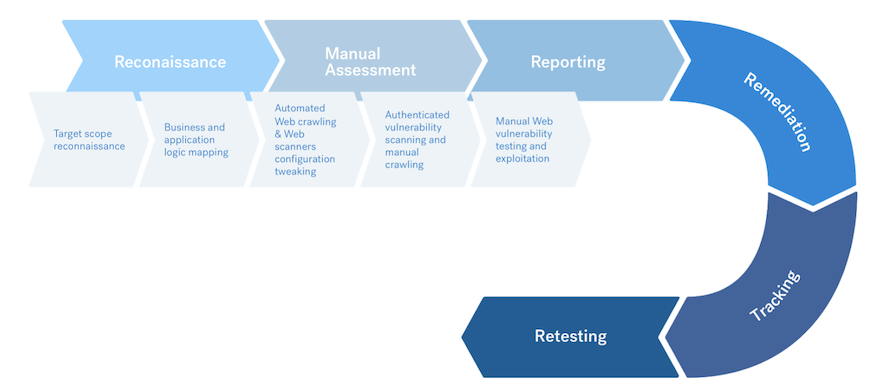 Reconaissance
Manual
Assessment
Reporting
Remediation
Target scope
reconnaissance
Business and
application
logic mapping
Automated
Web crawling
& Web
scanners
configuration
tweaking
Authenticated
vulnerability
scanning and
manual
crawling
Manual Web
vulnerability
testing and
exploitation
Tracking
Retesting